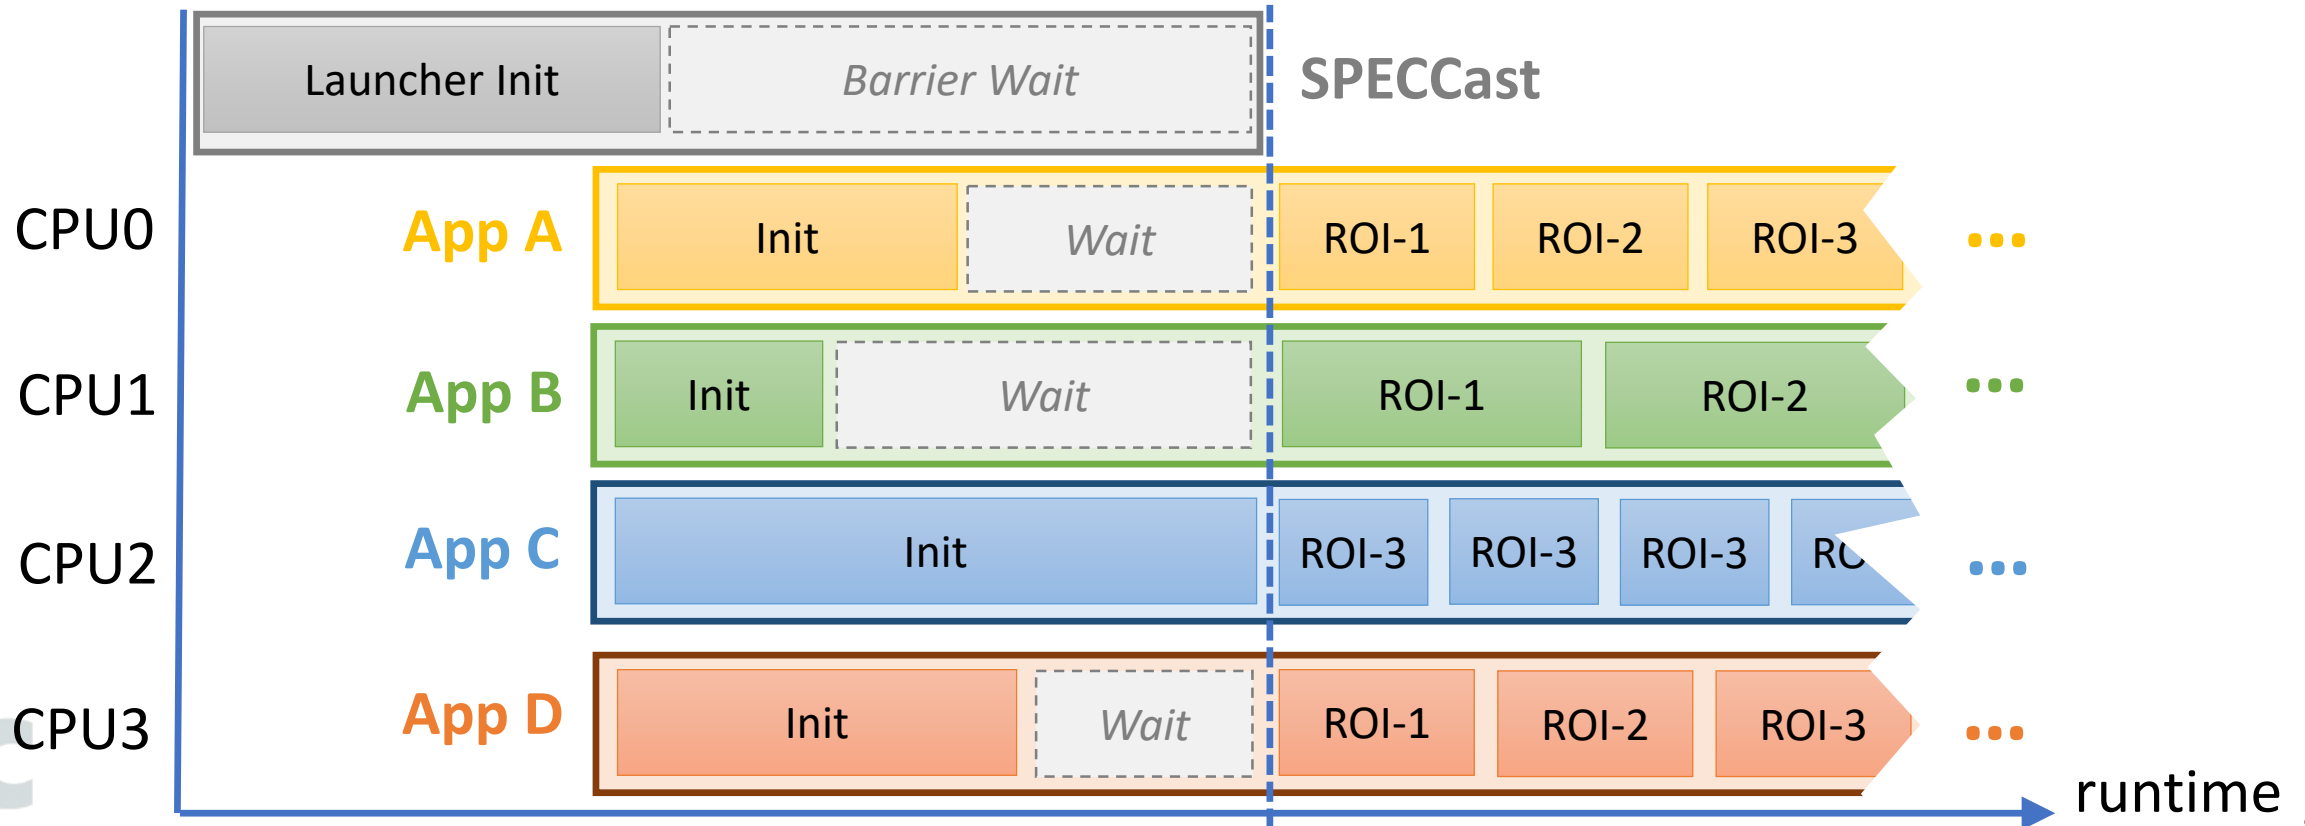 Launcher Init Barrier Wait SPECCast
CPU0 App A Init Wait ROI-1 ROI-2 ROI-3 ...
CPU1 App B Init Wait ROI-1 ROI-2 ...
CPU2 App C Init ROI-3 ROI-3 ROI-3 RO ...
CPU3 App D Init Wait ROI-1 ROI-2 ROI-3 ...
runtime